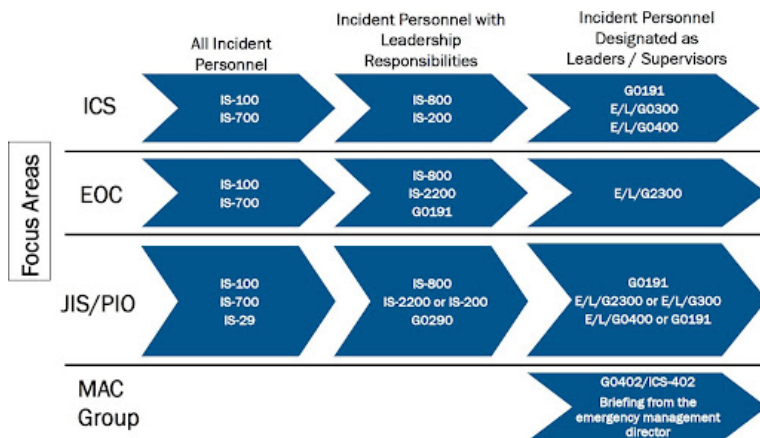 All Incident
Personnel
Incident Personnel with
Leadership
Responsibilities
Incident Personnel
Designated as
Leaders / Supervisors
Focus Areas
ICS
IS-100
IS-700
IS-800
IS-200
G0191
E/L/G0300
E/L/G0400
EOC
IS-100
IS-700
IS-800
IS-2200
G0191
E/L/G2300
JIS/PIO
IS-100
IS-700
IS-29
IS-800
IS-2200 or IS-200
G0290
G0191
E/L/G2300 or E/L/G300
E/L/G0400 or G0191
MAC
Group
G0402/ICS-402
Briefing from the
emergency management
director